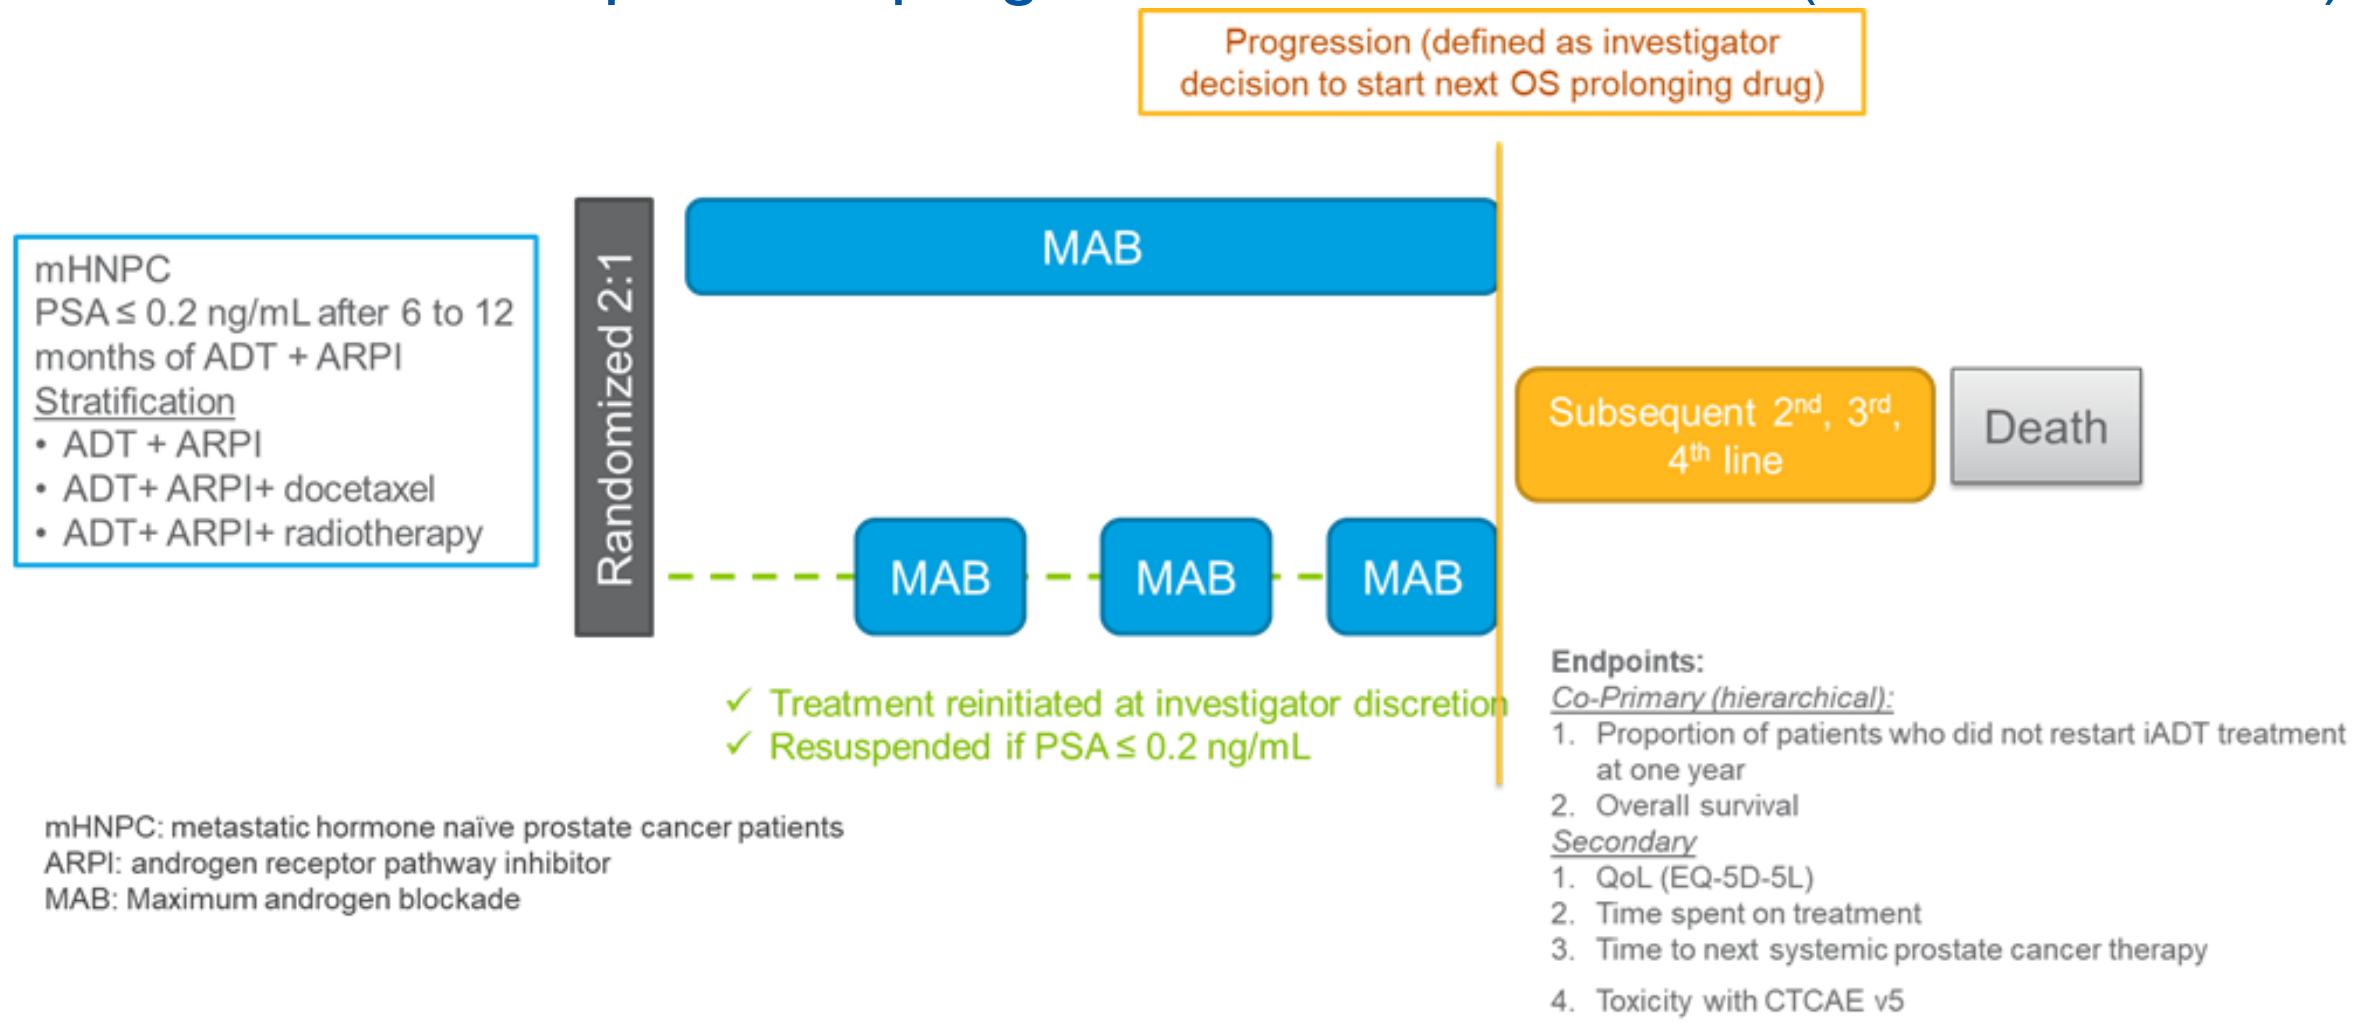 Progression (defined as investigator
decision to start next OS prolonging drug)
mHNPC
PSA ≤ 0.2 ng/mL after 6 to 12
months of ADT + ARPI
Stratification
• ADT + ARPI
• ADT+ ARPI+ docetaxel
• ADT+ ARPI+ radiotherapy
Randomized 2:1
MAB
MAB
MAB
MAB
Subsequent 2nd, 3rd,
4th line
Death
✓ Treatment reinitiated at investigator discretion
✓ Resuspended if PSA ≤ 0.2 ng/mL
mHNPC: metastatic hormone naïve prostate cancer patients
ARPI: androgen receptor pathway inhibitor
MAB: Maximum androgen blockade
Endpoints:
Co-Primary (hierarchical):
1. Proportion of patients who did not restart iADT treatment
at one year
2. Overall survival
Secondary
1. QoL (EQ-5D-5L)
2. Time spent on treatment
3. Time to next systemic prostate cancer therapy
4. Toxicity with CTCAE v5